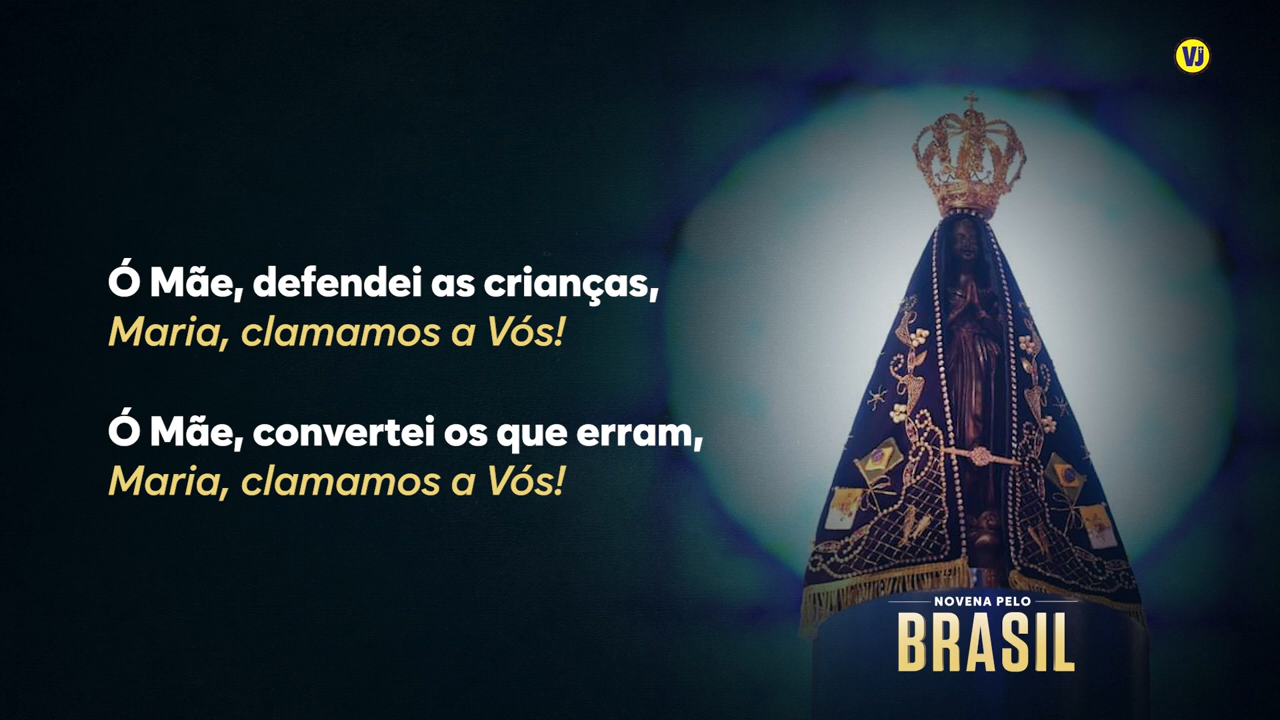 VJ
Ó Mãe, defendei as crianças,
Maria, clamamos a Vós!
Ó Mãe, convertei os que erram,
Maria, clamamos a Vós!
NOVENA PELO
BRASIL